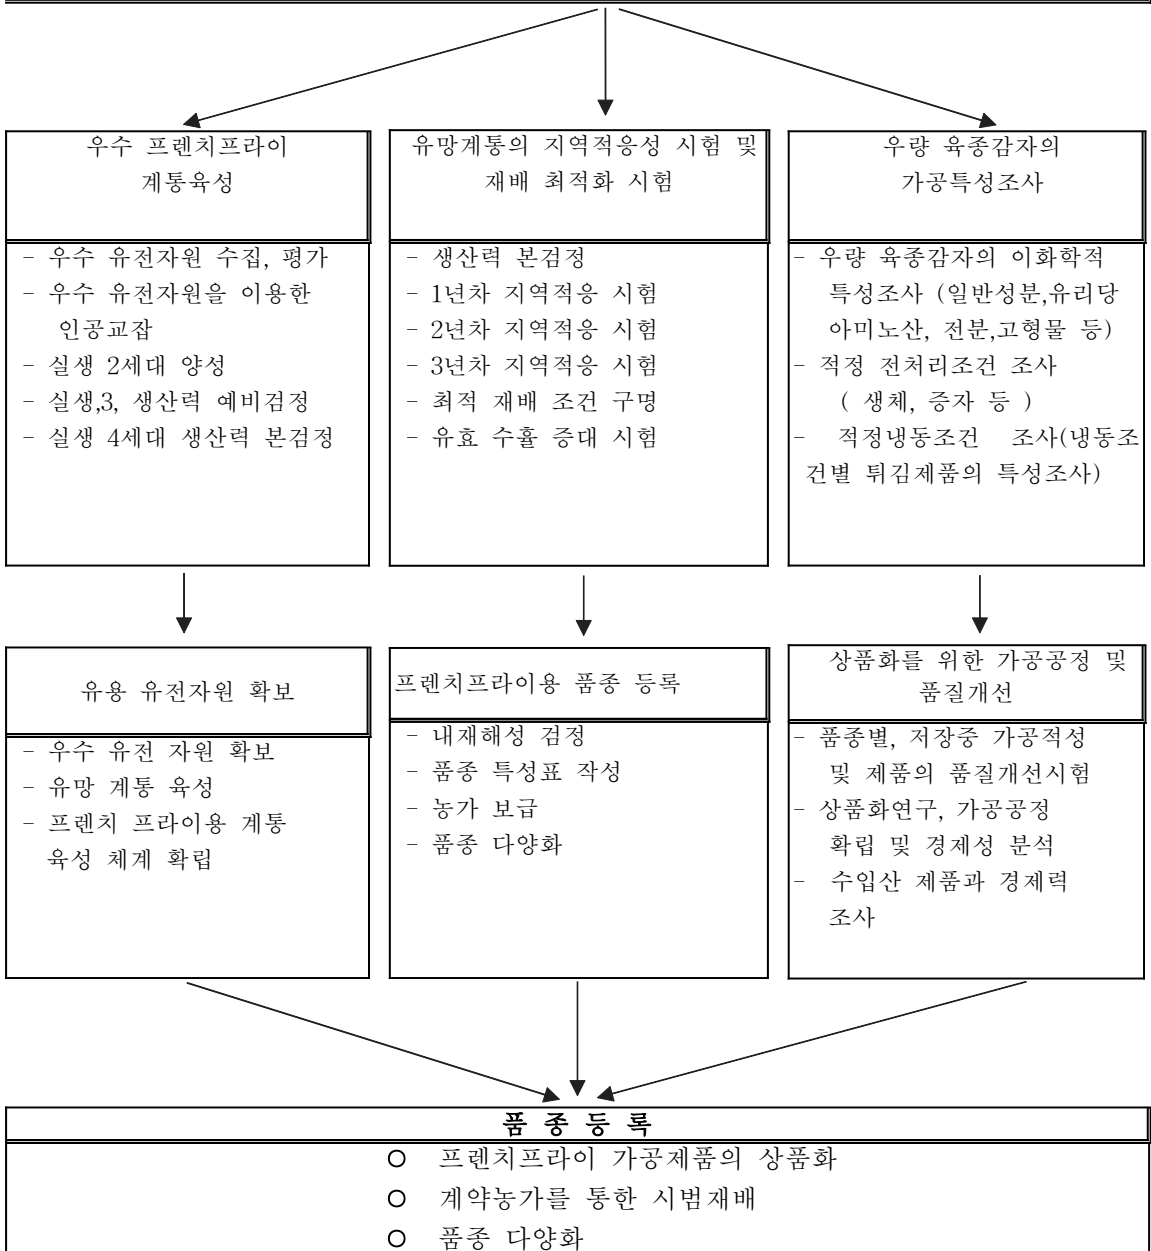 우수 프렌치프라이
계통육성
- 우수 유전자원 수집, 평가
- 우수 유전자원을 이용한
인공교잡
- 실생 2세대 양성
- 실생,3, 생산력 예비검정
- 실생 4세대 생산력 본검정
유망계통의 지역적응성 시험 및
재배 최적화 시험
- 생산력 본검정
- 1년차 지역적응 시험
- 2년차 지역적응 시험
- 3년차 지역적응 시험
- 최적 재배 조건 구명
- 유효 수휼 증대 시험
우량 육종감자의
가공특성조사
- 우량 육종감자의 이화학적
특성조사 (일반성분,유리당
아미노산, 전분,고형물 등)
- 적정 전처리조건 조사
( 생체, 증자 등 )
- 적정냉동조건 조사(냉동조
건별 튀김제품의 특성조사)
유용 유전자원 확보
- 우수 유전 자원 확보
- 유망 계통 육성
- 프렌치 프라이용 계통
육성 체계 확립
프렌치프라이용 품종 등록
- 내재해성 검정
- 품종 특성표 작성
- 농가 보급
- 품종 다양화
상품화를 위한 가공공정 및
품질개선
- 품종별, 저장중 가공적성
및 제품의 품질개선시험
- 상품화연구, 가공공정
확립 및 경제성 분석
- 수입산 제품과 경제력
조사
품 종 등 록
○ 프렌치프라이 가공제품의 상품화
○ 계약농가를 통한 시범재배
○ 품종 다양화